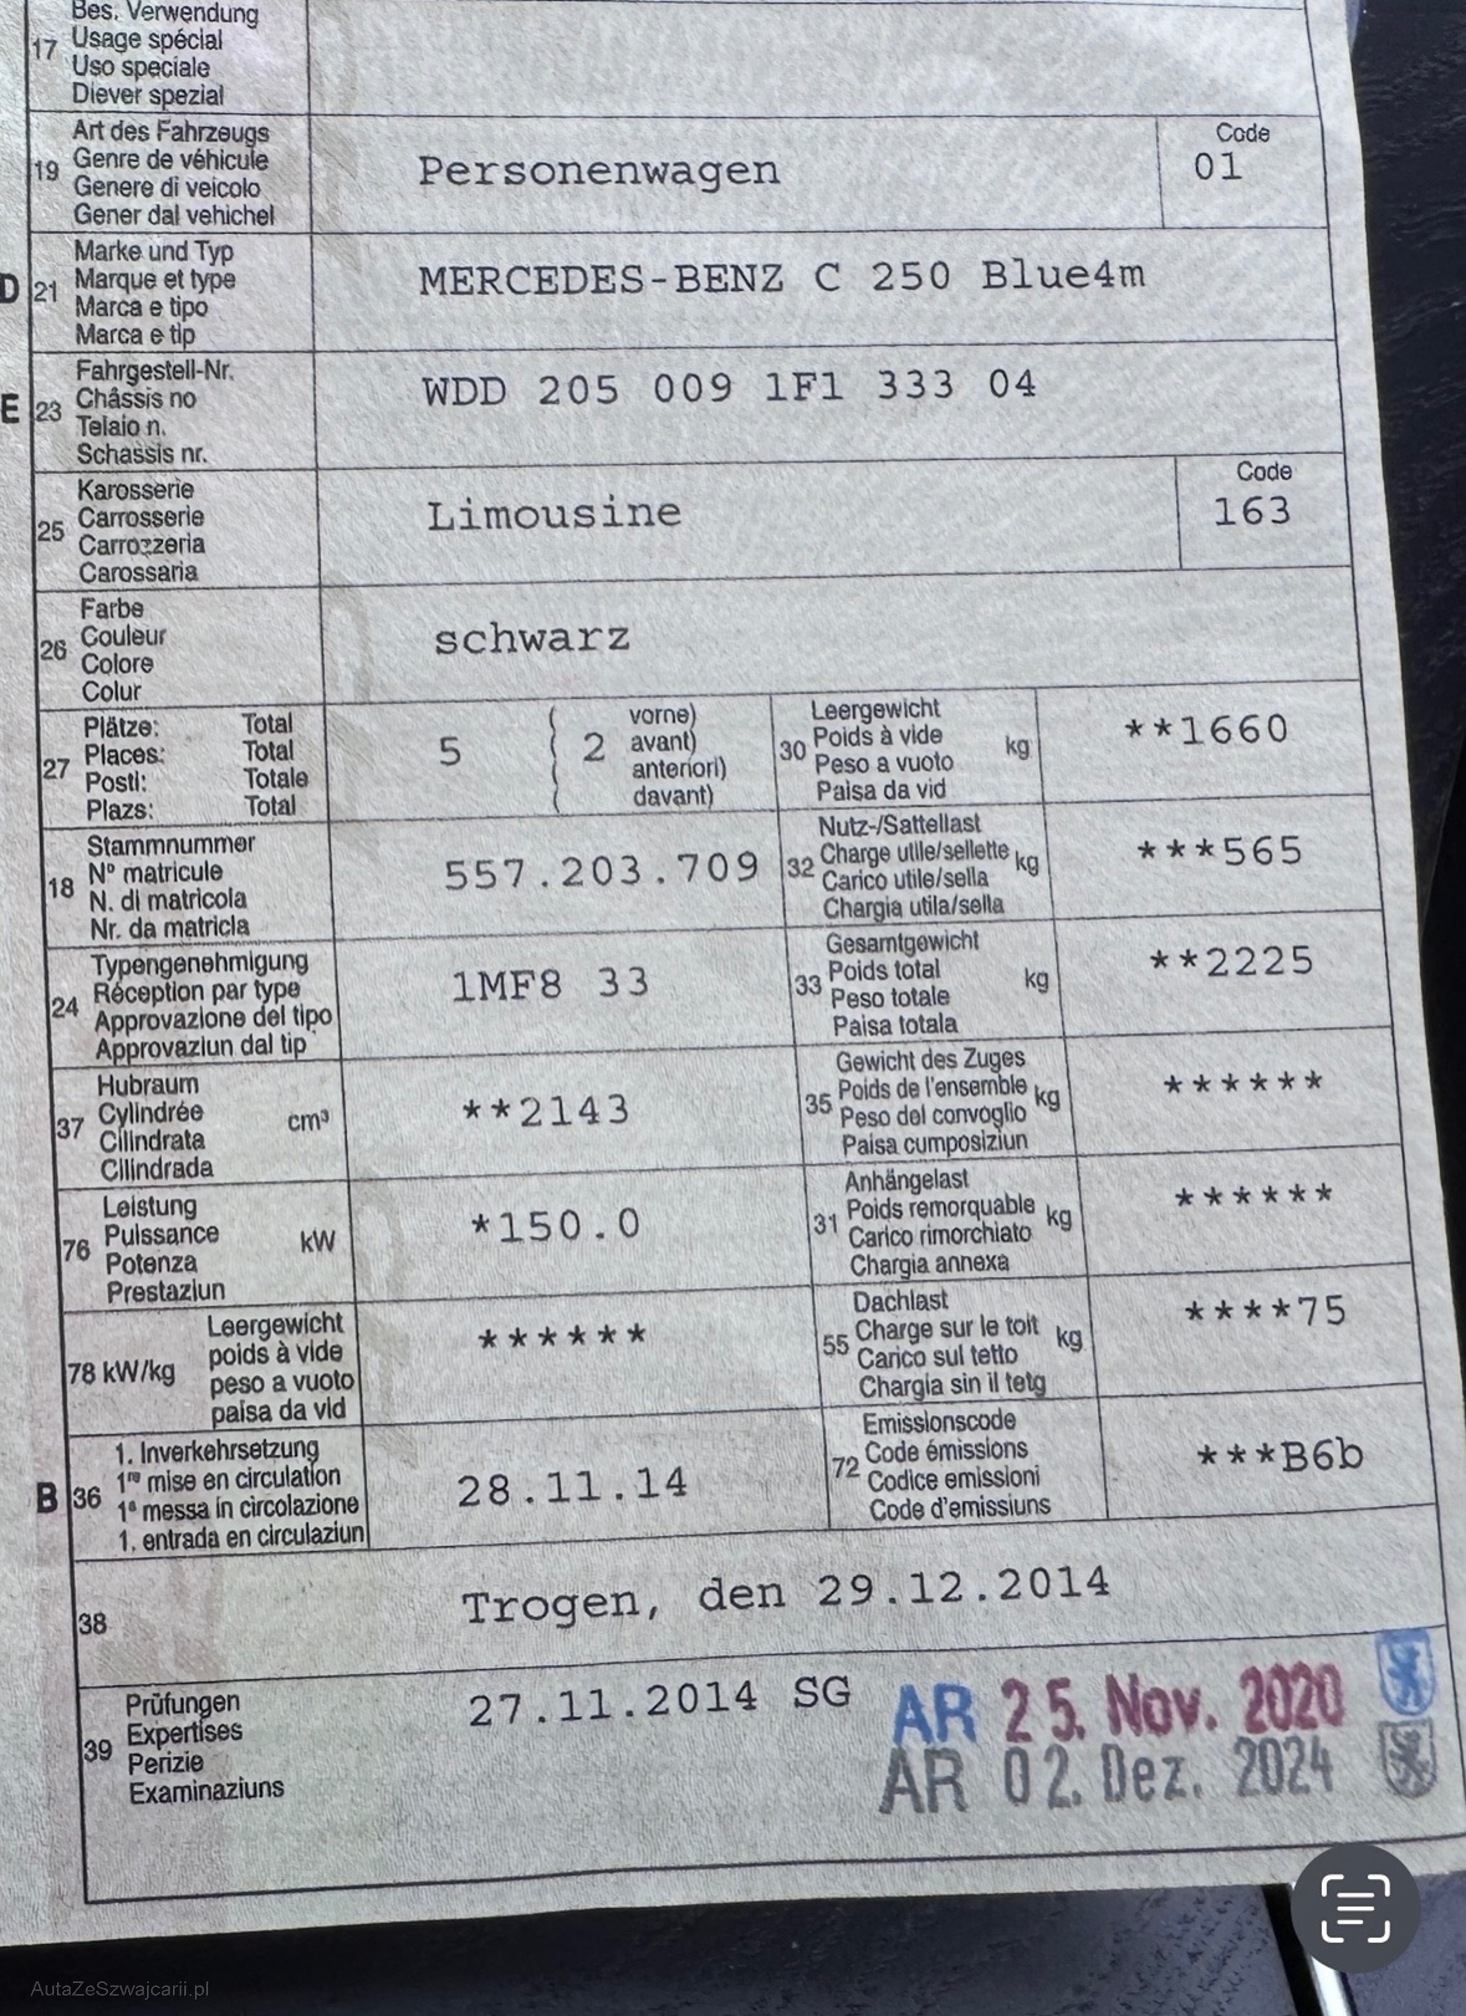 Bes. Verwendung
17 Usage spécial
Uso speciale
Diever spezial
Art des Fahrzeugs Code
19 Genre de véhicule Personenwagen 01
Genere di veicolo
Gener dal vehichel
Marke und Typ
D 21 Marque et type MERCEDES-BENZ C 250 Blue4m
Marca e tipo
Marca e tip
Fahrgestell-Nr.
E 23 Châssis no WDD 205 009 1F1 333 04
Telaio n.
Schassis nr.
Karosserie Code
25 Carrosserie Limousine 163
Carrozzeria
Carossaria
Farbe
26 Couleur schwarz
Colore
Colur
Plätze: Total
27 Places: Total 5 ( 2 vorne)
Posti: Totale ( avant)
Plazs: Total ( anteriori)
( davant)
Leergewicht
30 Poids à vide kg **1660
Peso a vuoto
Paisa da vid
Stammnummer
18 Nº matricule 557.203.709
N. di matricola
Nr. da matricla
Nutz-/Sattellast
32 Charge utile/sellette kg ***565
Carico utile/sella
Chargia utila/sella
Typengenehmigung
24 Réception par type 1MF8 33
Approvazione del tipo
Approvaziun dal tip
Gesamtgewicht
33 Poids total kg **2225
Peso totale
Paisa totala
Hubraum
37 Cylindrée cm³ **2143
Cilindrata
Cilindrada
Gewicht des Zuges
35 Poids de l'ensemble kg ******
Peso del convoglio
Paisa cumposiziun
Leistung
76 Puissance kW *150.0
Potenza
Prestaziun
Anhängelast
31 Poids remorquable kg ******
Carico rimorchiato
Chargia annexa
Leergewicht
78 kW/kg poids à vide ******
peso a vuoto
paisa da vid
Dachlast
55 Charge sur le toit kg ****75
Carico sul tetto
Chargia sin il tetg
1. Inverkehrsetzung
B 36 1re mise en circulation 28.11.14
1a messa in circolazione
1. entrada en circulaziun
Emissionscode
72 Code émissions ***B6b
Codice emissioni
Code d'emissiuns
38 Trogen, den 29.12.2014
Prüfungen 27.11.2014 SG AR 25. Nov. 2020
39 Expertises AR 02. Dez. 2024
Perizie
Examinaziuns
AutaZeSzwajcarii.pl